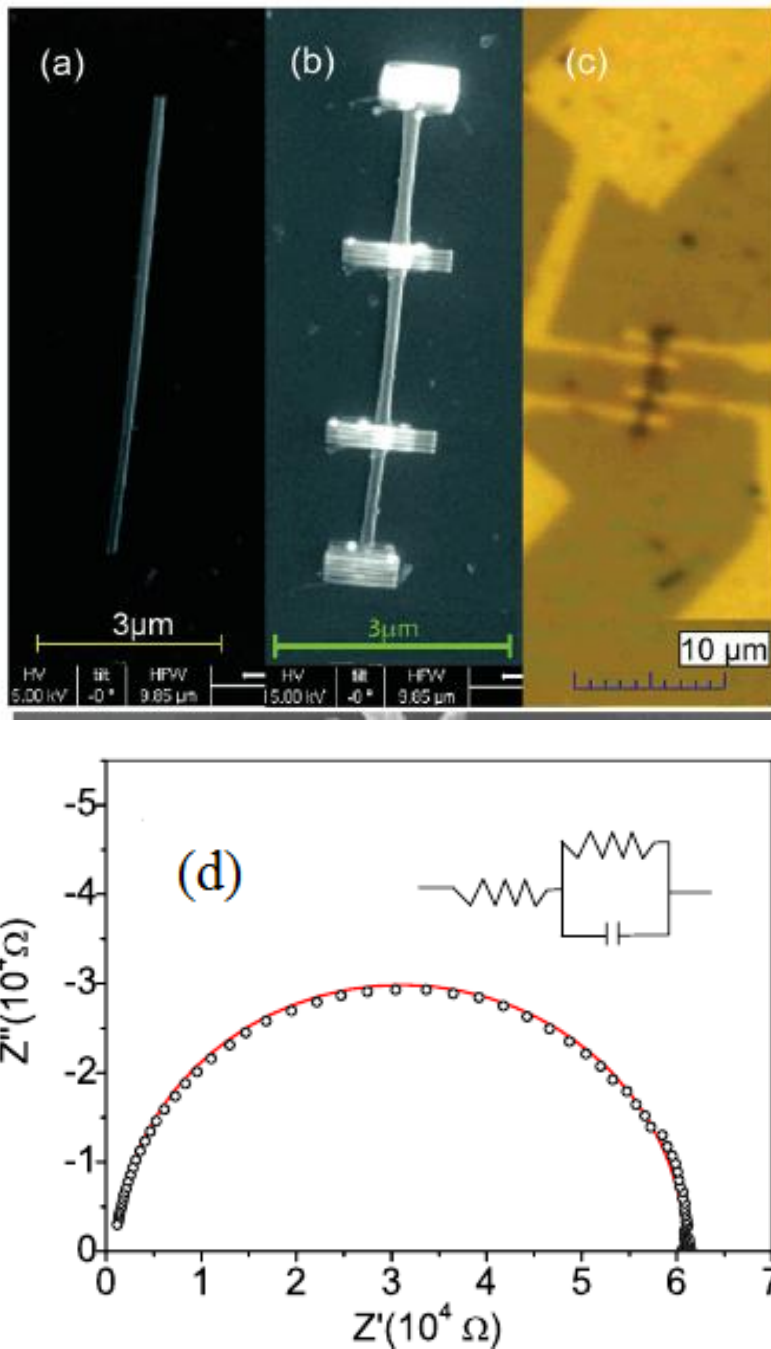 (a)
(b)
(c)
3μm
3μm
10 μm
HV
tilt
HFW
HV
tilt
HFW
5.00 kV
-0 °
9.85 μm
15.00 kV
-0 °
9.85 μm
(d)
-5
-4
-3
-2
-1
0
Z''(10⁴Ω)
0 1 2 3 4 5 6 7
Z'(10⁴ Ω)